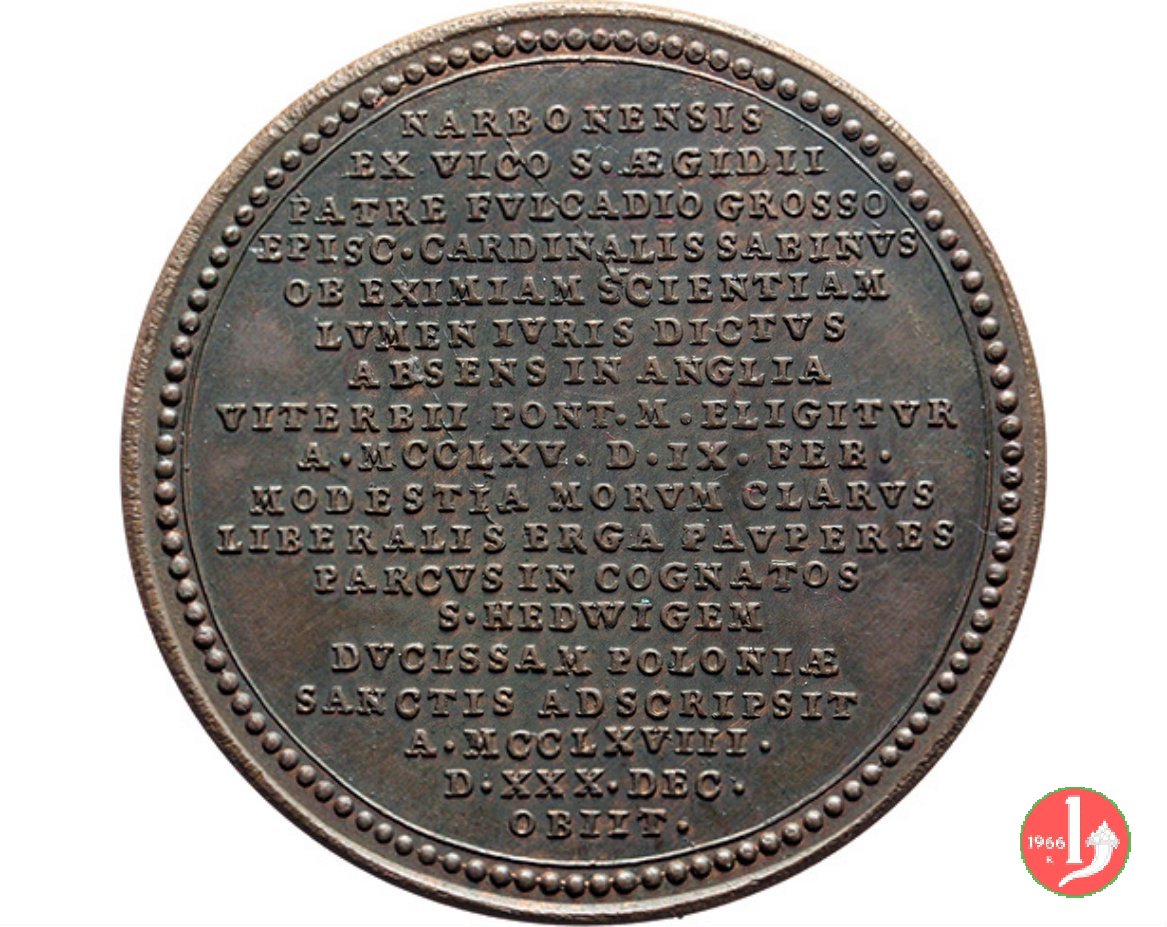 NARBONENSIS
EX VICO S·ÆGIDII
PATRE FVLCADIO GROSSO
EPISC·CARDINALIS SABINVS
OB EXIMIAM SCIENTIAM
LVMEN IVRIS DICTVS
ABSENS IN ANGLIA
VITERBII PONT·M·ELIGITVR
A·MCCLXV·D·IX·FEB·
MODESTIA MORVM CLARVS
LIBERALIS ERGA PAVPERES
PARCVS IN COGNATOS
S·HEDWIGEM
DVCISSAM POLONIÆ
SANCTIS ADSCRIPSIT
A·MCCLXVIII·
D·XXX·DEC·
OBIIT·
1966